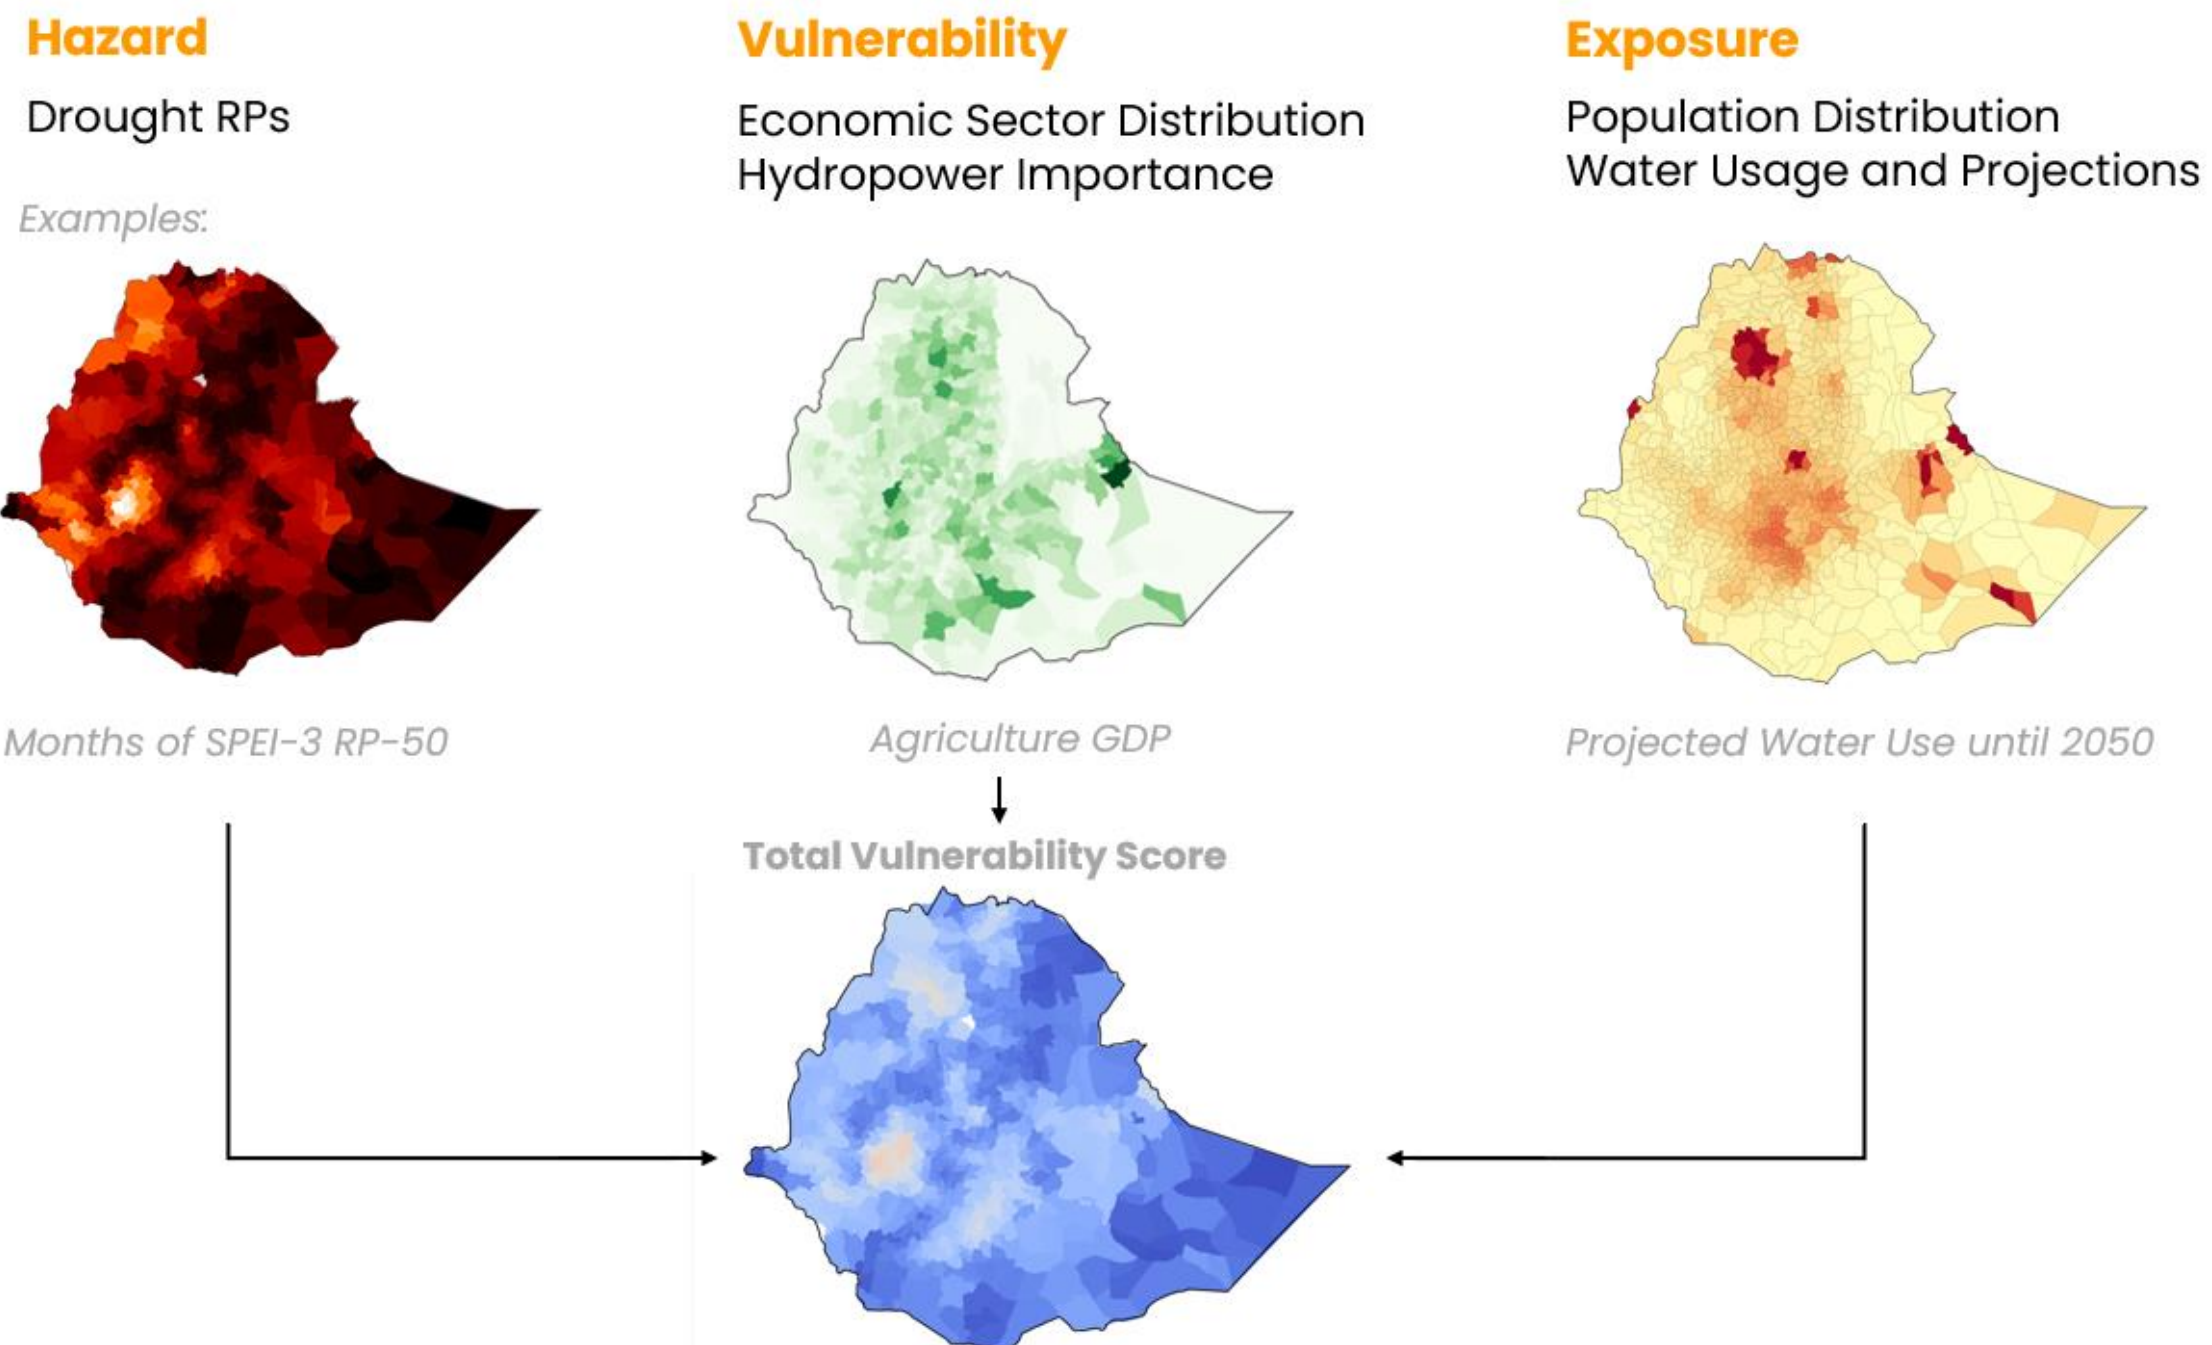 Hazard
Drought RPs
Examples:
Months of SPEI-3 RP-50
Vulnerability
Economic Sector Distribution
Hydropower Importance
Agriculture GDP
Exposure
Population Distribution
Water Usage and Projections
Projected Water Use until 2050
Total Vulnerability Score